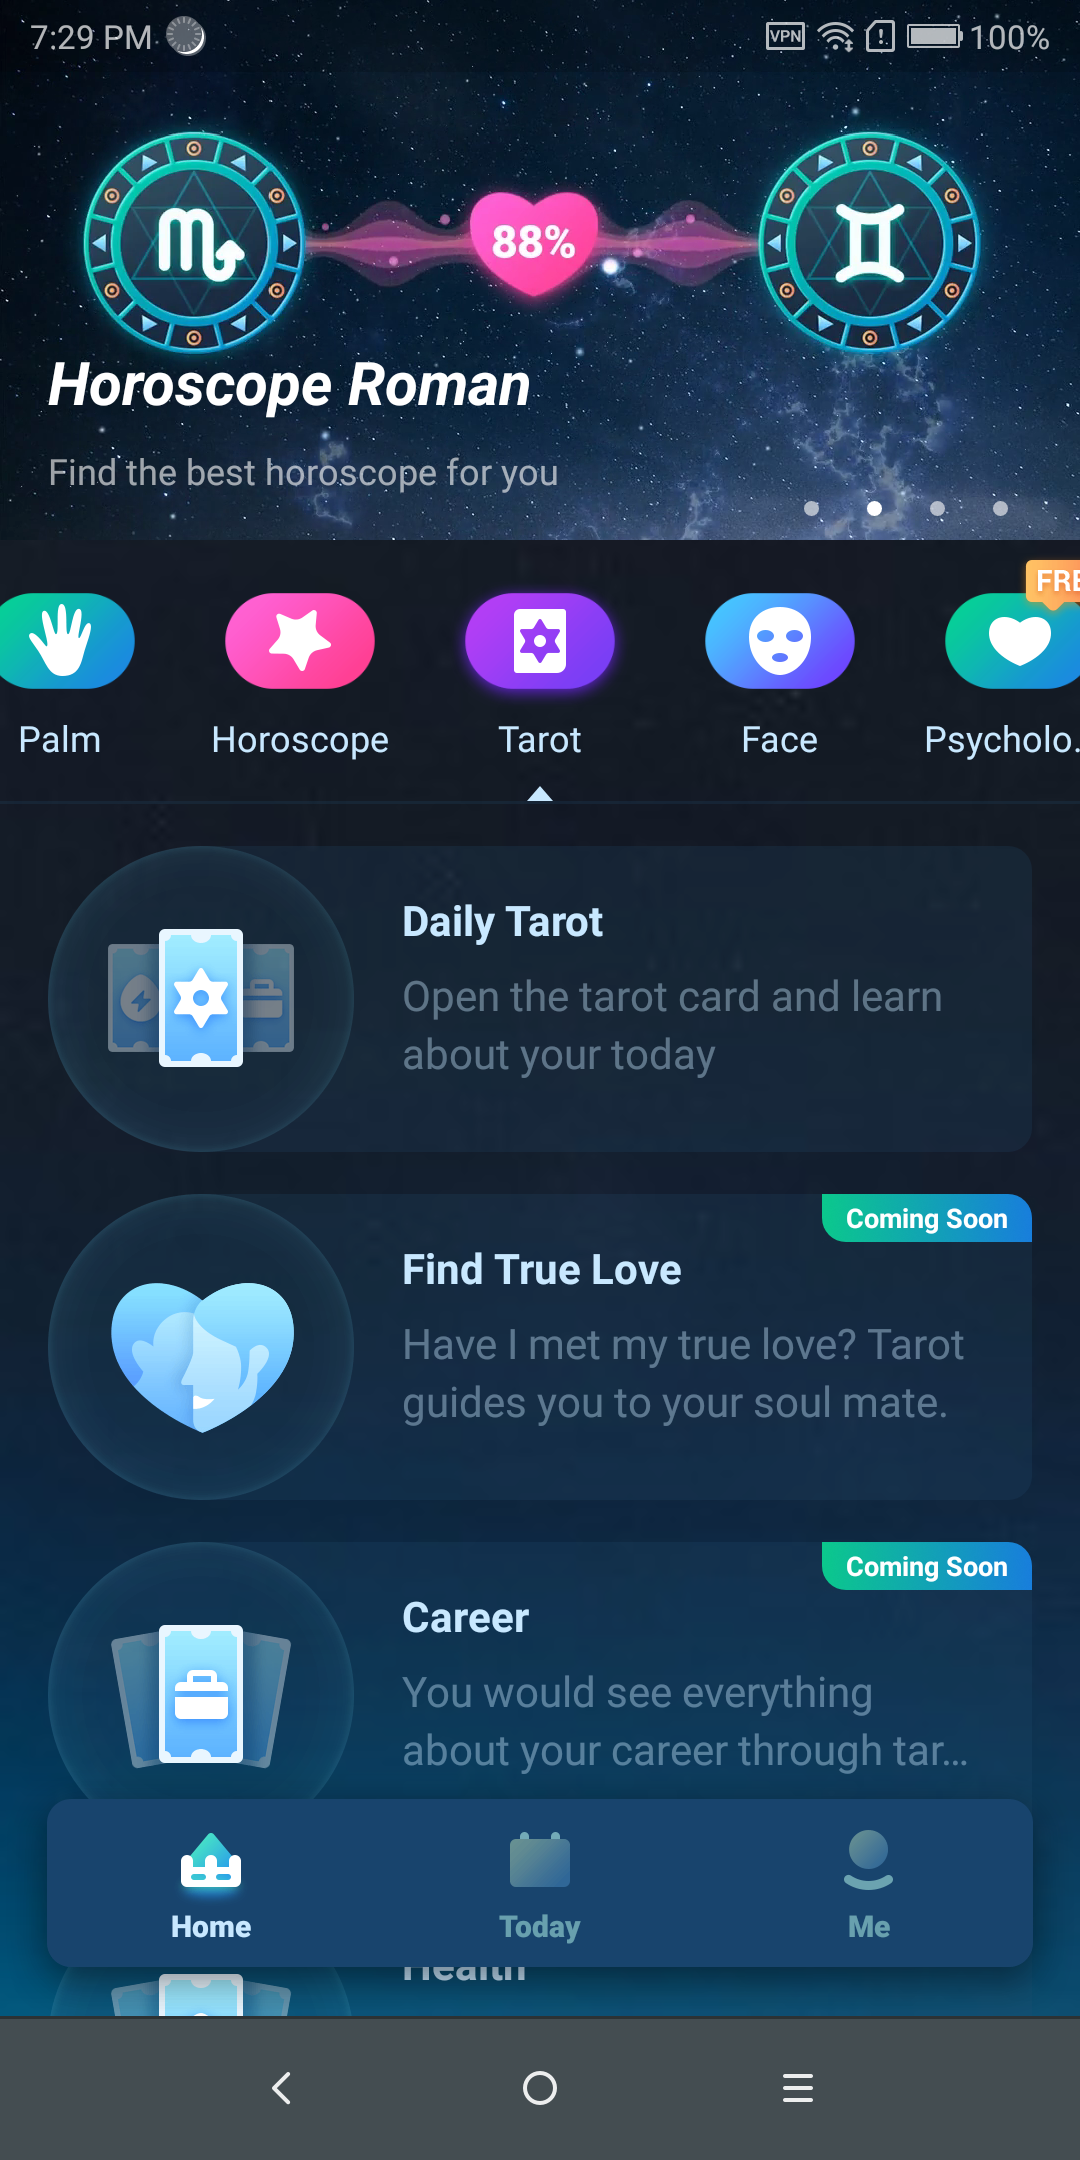 7:29 PM
VPN
100%
88%
Horoscope Roman
Find the best horoscope for you
FRE
Palm
Horoscope
Tarot
Face
Psycholo.
Daily Tarot
Open the tarot card and learn
about your today
Coming Soon
Find True Love
Have I met my true love? Tarot
guides you to your soul mate.
Coming Soon
Career
You would see everything
about your career through tar...
Home
Today
Me
Health